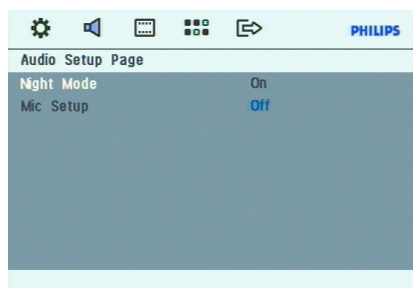 PHILIPS
Audio Setup Page
Night Mode On
Mic Setup Off